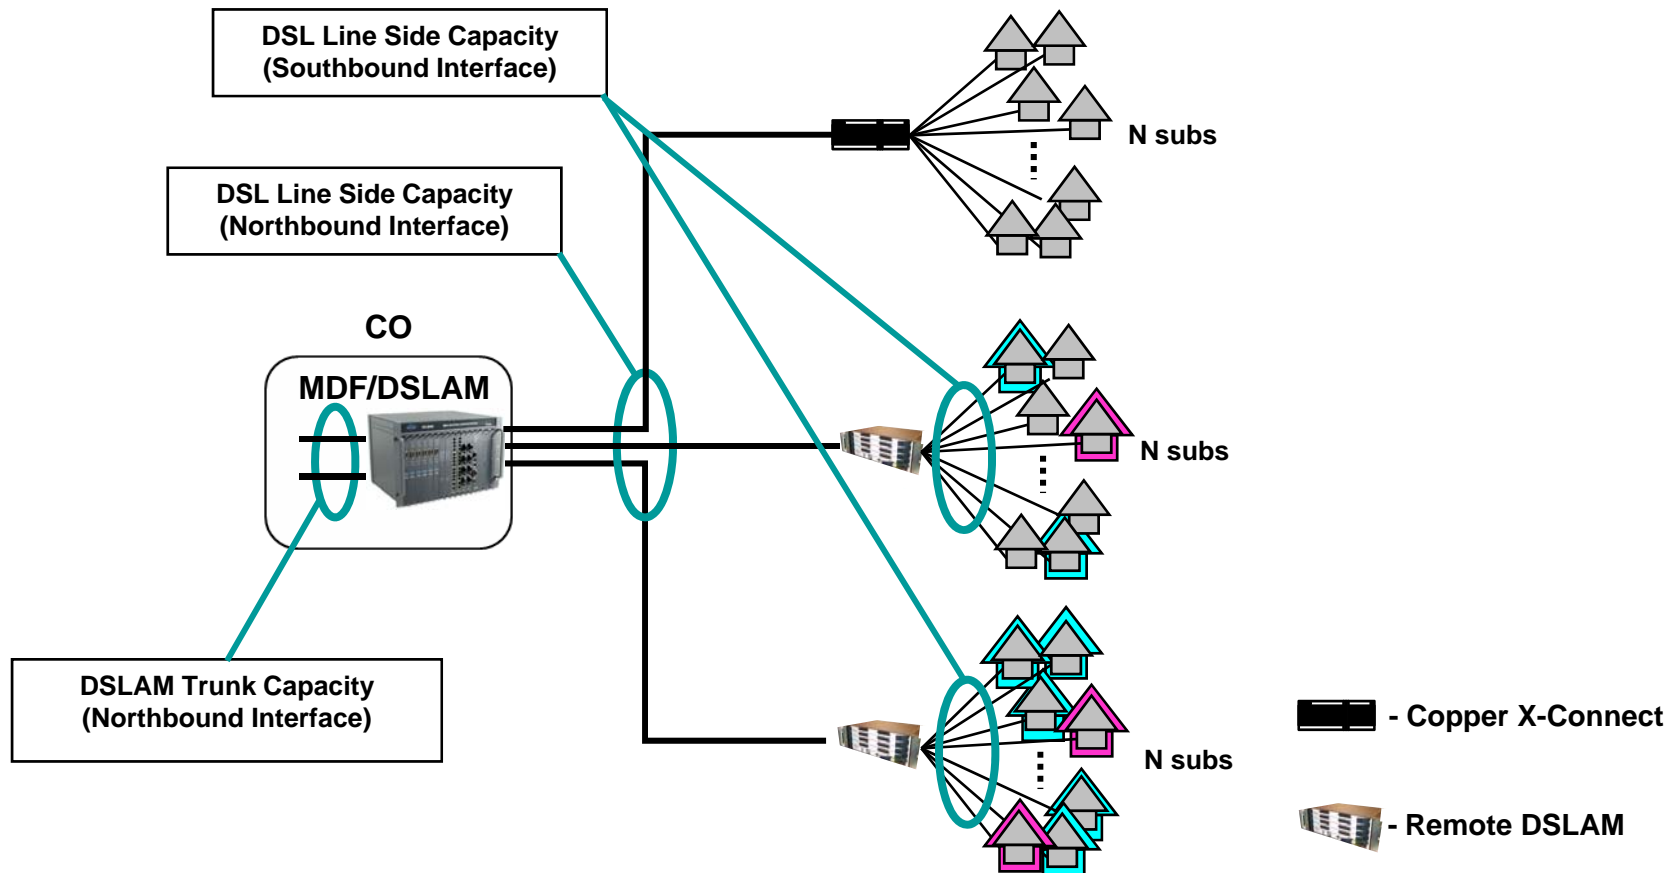 DSL Line Side Capacity
(Southbound Interface)
N subs
DSL Line Side Capacity
(Northbound Interface)
CO
MDF/DSLAM
N subs
DSLAM Trunk Capacity
(Northbound Interface)
- Copper X-Connect
N subs
- Remote DSLAM